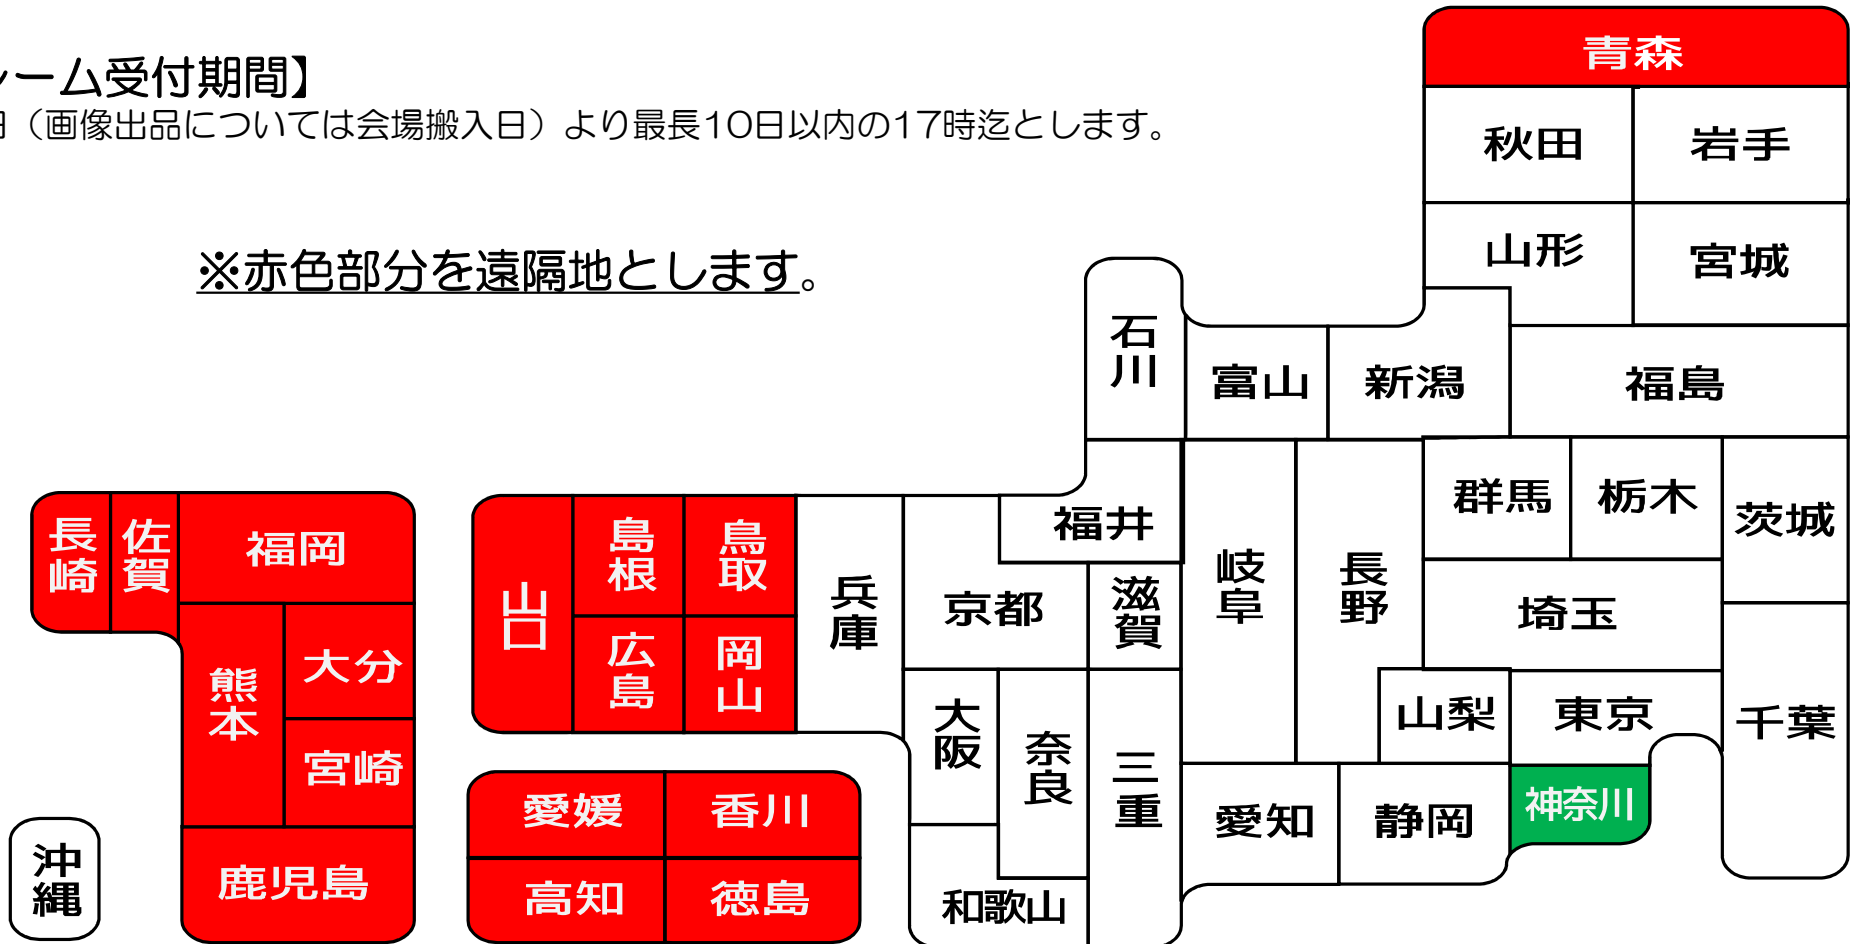 ーム受付期間】
（画像出品については会場搬入日）より最長10日以内の17時迄とします。
※赤色部分を遠隔地とします。
青森
秋田
岩手
山形
宮城
石川
富山
新潟
福島
福井
群馬
栃木
茨城
長崎
佐賀
福岡
山口
島根
鳥取
兵庫
京都
滋賀
岐阜
長野
埼玉
熊本
大分
広島
岡山
大阪
奈良
三重
山梨
東京
千葉
宮崎
愛媛
香川
愛知
静岡
神奈川
沖縄
鹿児島
高知
徳島
和歌山